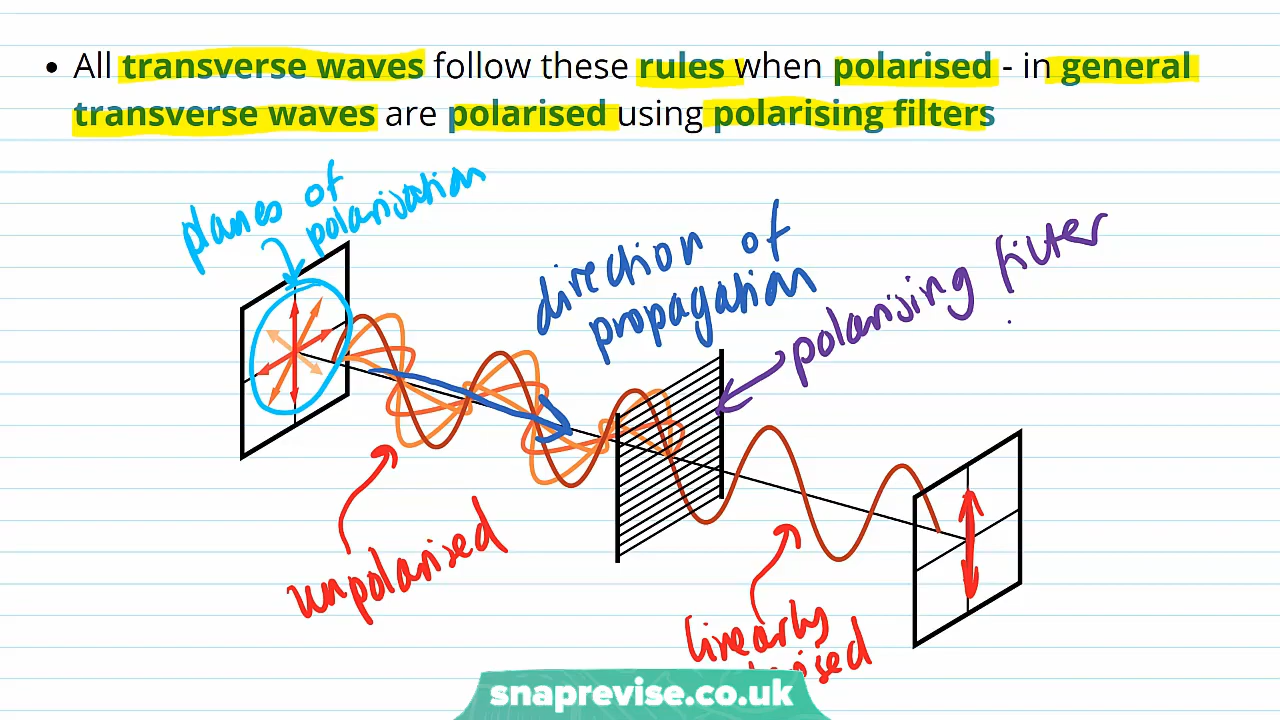 • All transverse waves follow these rules when polarised - in general
transverse waves are polarised using polarising filters
planes of
polarisation
direction of
propagation
polarising filter
unpolarised
linearly
snaprevise.co.uk